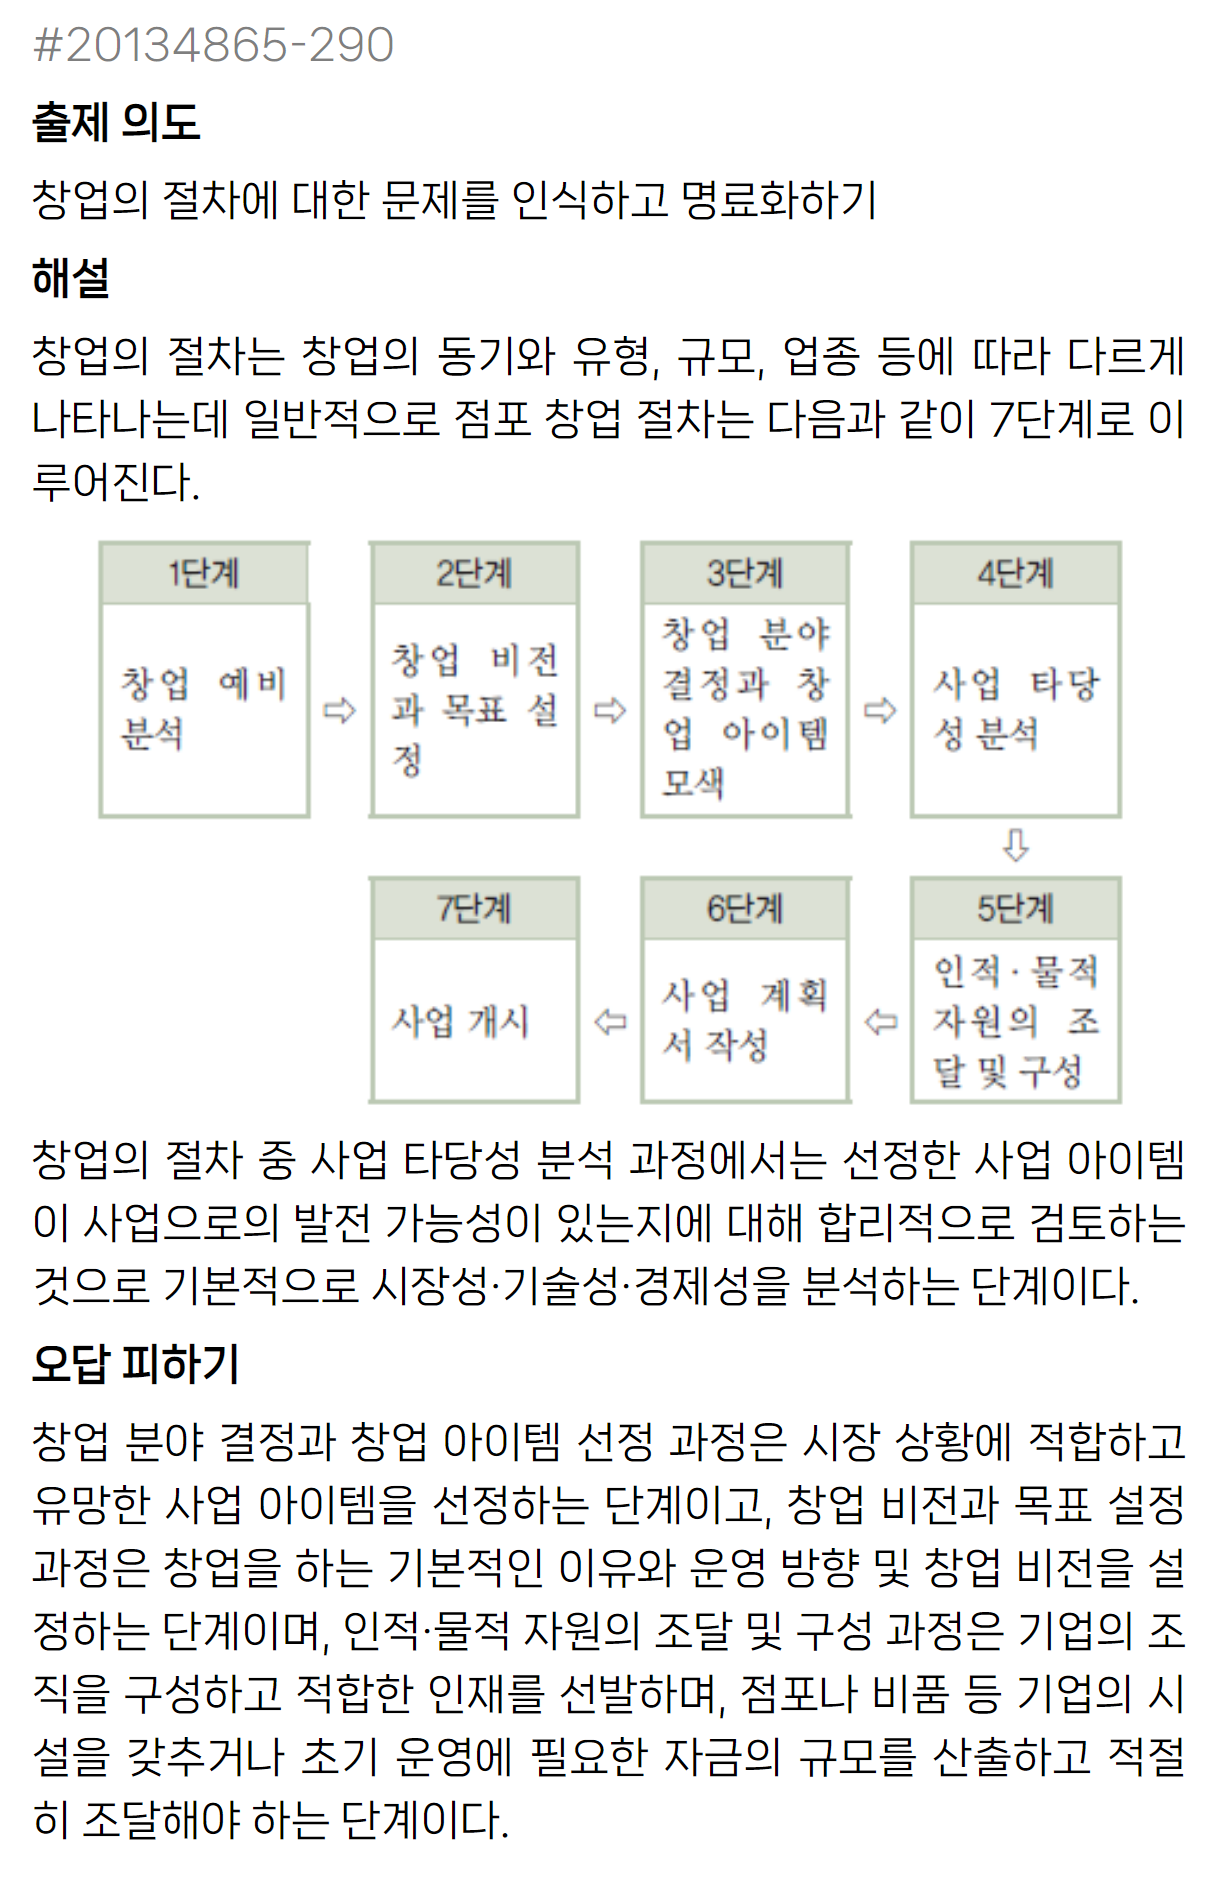 #20134865-290
출제 의도
창업의 절차에 대한 문제를 인식하고 명료화하기
해설
창업의 절차는 창업의 동기와 유형, 규모, 업종 등에 따라 다르게
나타나는데 일반적으로 점포 창업 절차는 다음과 같이 7단계로 이
루어진다.
1단계
창업 예비
분석
⇨
2단계
창업 비전
과 목표 설
정
⇨
3단계
창업 분야
결정과 창
업 아이템
모색
⇨
4단계
사업 타당
성 분석
⇩
5단계
인적·물적
자원의 조
달 및 구성
⇦
6단계
사업 계획
서 작성
⇦
7단계
사업 개시
창업의 절차 중 사업 타당성 분석 과정에서는 선정한 사업 아이템
이 사업으로의 발전 가능성이 있는지에 대해 합리적으로 검토하는
것으로 기본적으로 시장성·기술성·경제성을 분석하는 단계이다.
오답 피하기
창업 분야 결정과 창업 아이템 선정 과정은 시장 상황에 적합하고
유망한 사업 아이템을 선정하는 단계이고, 창업 비전과 목표 설정
과정은 창업을 하는 기본적인 이유와 운영 방향 및 창업 비전을 설
정하는 단계이며, 인적·물적 자원의 조달 및 구성 과정은 기업의 조
직을 구성하고 적합한 인재를 선발하며, 점포나 비품 등 기업의 시
설을 갖추거나 초기 운영에 필요한 자금의 규모를 산출하고 적절
히 조달해야 하는 단계이다.